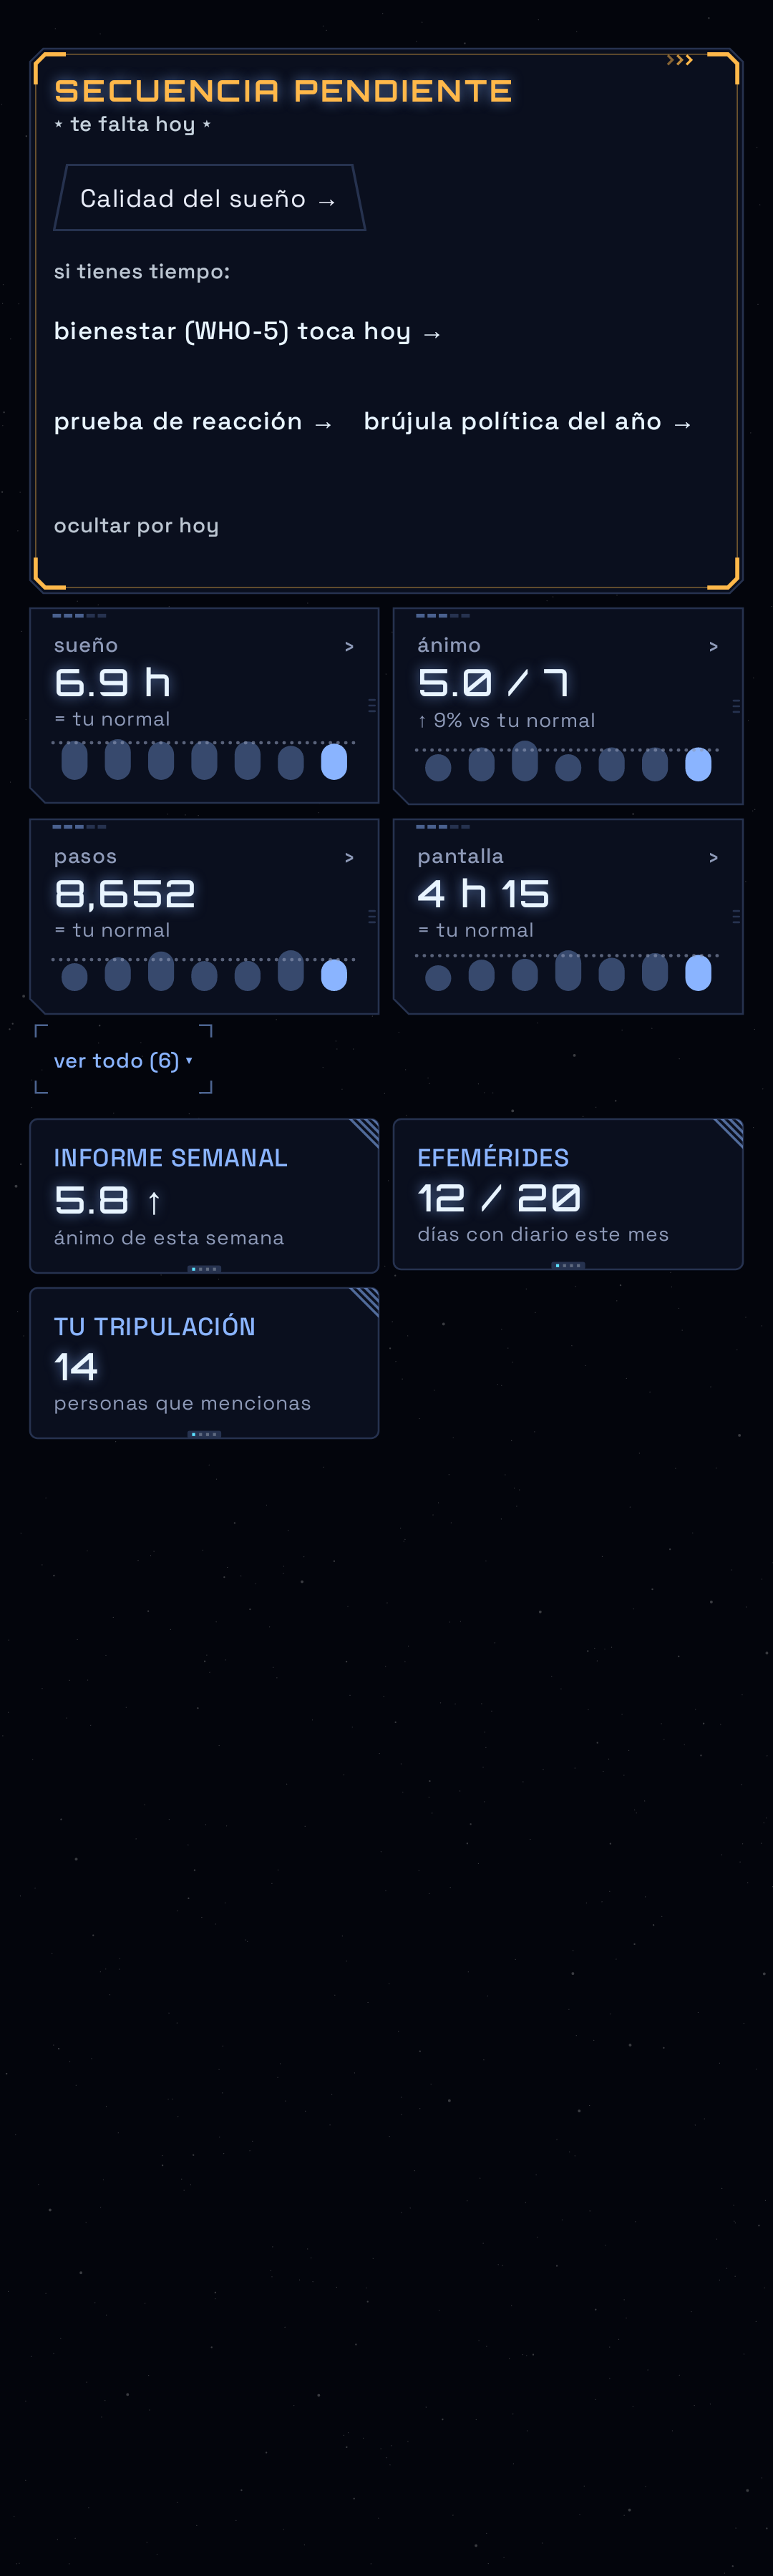 SECUENCIA PENDIENTE
⋆ te falta hoy ⋆
Calidad del sueño →
si tienes tiempo:
bienestar (WHO-5) toca hoy →
prueba de reacción → brújula política del año →
ocultar por hoy
sueño >
6.9 h
= tu normal
ánimo >
5.0 / 7
↑ 9% vs tu normal
pasos >
8,652
= tu normal
pantalla >
4 h 15
= tu normal
ver todo (6) ▾
INFORME SEMANAL
5.8 ↑
ánimo de esta semana
EFEMÉRIDES
12 / 20
días con diario este mes
TU TRIPULACIÓN
14
personas que mencionas